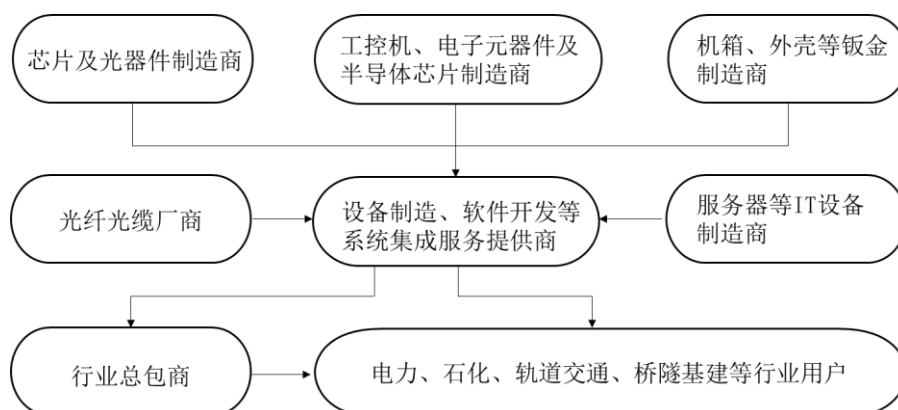 芯片及光器件制造商
工控机、电子元器件及
半导体芯片制造商
机箱、外壳等钣金
制造商
光纤光缆厂商
设备制造、软件开发等
系统集成服务提供商
服务器等IT设备
制造商
行业总包商
电力、石化、轨道交通、桥隧基建等行业用户